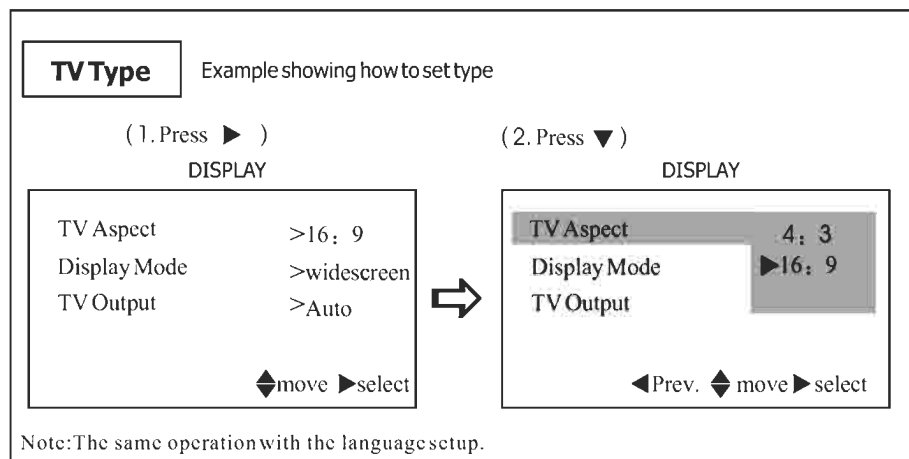 TV Type Example showing how to set type
(1. Press ▶ )
DISPLAY
TV Aspect >16: 9
Display Mode >widescreen
TV Output >Auto
move ▶select
(2. Press ▼)
DISPLAY
TV Aspect 4: 3
Display Mode ▶16: 9
TV Output
◀Prev. move ▶ select
Note:The same operation with the language setup.